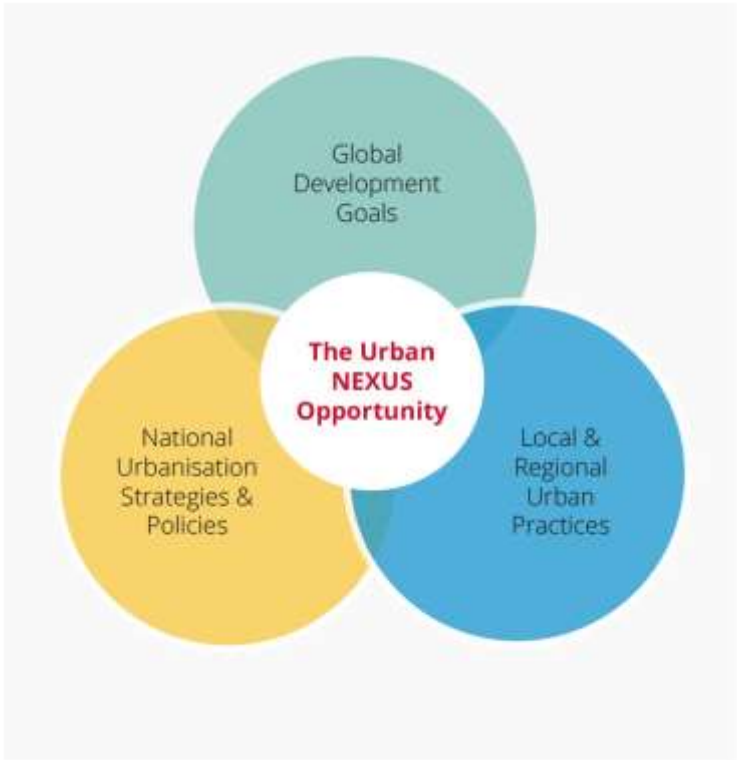 Global
Development
Goals
The Urban
NEXUS
Opportunity
National
Urbanisation
Strategies &
Policies
Local &
Regional
Urban
Practices